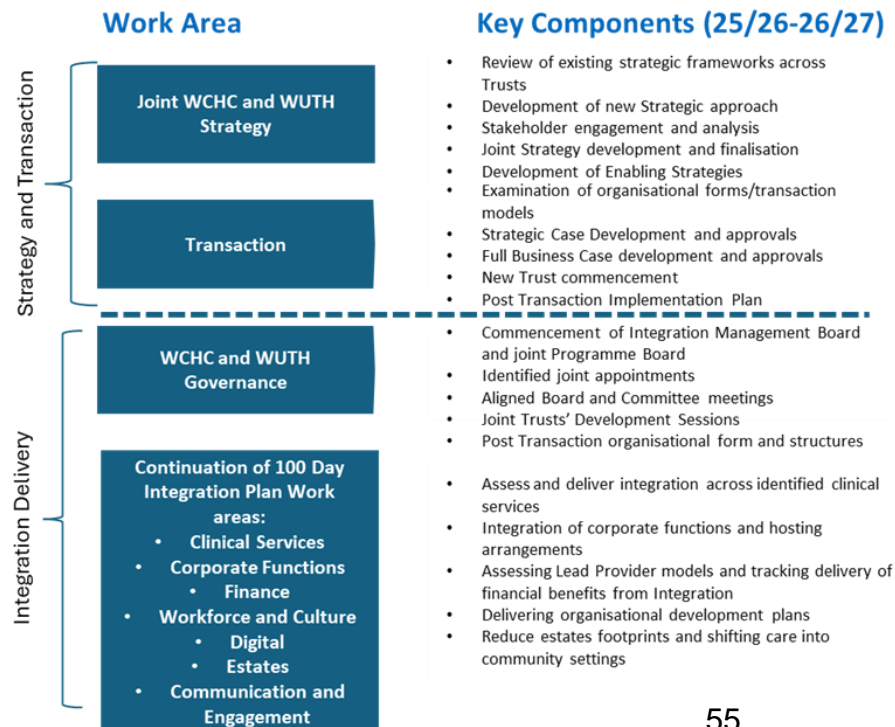 Work Area
Key Components (25/26-26/27)
Strategy and Transaction
Joint WCHC and WUTH
Strategy
• Review of existing strategic frameworks across
Trusts
• Development of new Strategic approach
• Stakeholder engagement and analysis
• Joint Strategy development and finalisation
• Development of Enabling Strategies
Transaction
• Examination of organisational forms/transaction
models
• Strategic Case Development and approvals
• Full Business Case development and approvals
• New Trust commencement
• Post Transaction Implementation Plan
Integration Delivery
WCHC and WUTH
Governance
• Commencement of Integration Management Board
and joint Programme Board
• Identified joint appointments
• Aligned Board and Committee meetings
• Joint Trusts' Development Sessions
• Post Transaction organisational form and structures
Continuation of 100 Day
Integration Plan Work
areas:
• Clinical Services
• Corporate Functions
• Finance
• Workforce and Culture
• Digital
• Estates
• Communication and
Engagement
• Assess and deliver integration across identified clinical
services
• Integration of corporate functions and hosting
arrangements
• Assessing Lead Provider models and tracking delivery of
financial benefits from Integration
• Delivering organisational development plans
• Reduce estates footprints and shifting care into
community settings
55